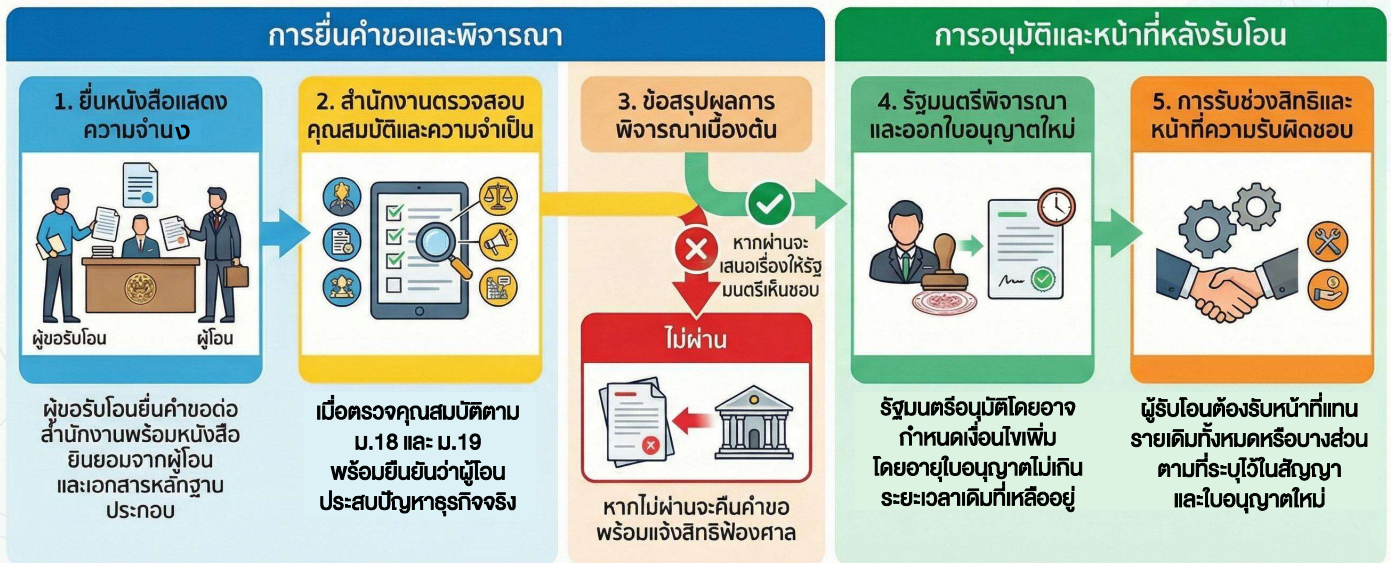 การยื่นคำขอและพิจารณา
การอนุมัติและหน้าที่หลังรับโอน
1. ยื่นหนังสือแสดง
ความจำนง
ผู้ขอรับโอน
ผู้โอน
ผู้ขอรับโอนยื่นคำขอต่อ
สำนักงานพร้อมหนังสือ
ยินยอมจากผู้โอน
และเอกสารหลักฐาน
ประกอบ
2. สำนักงานตรวจสอบ
คุณสมบัติและความจำเป็น
เมื่อตรวจคุณสมบัติตาม
ม.18 และ ม.19
พร้อมยืนยันว่าผู้โอน
ประสบปัญหาธุรกิจจริง
3. ข้อสรุปผลการ
พิจารณาเบื้องต้น
หากผ่านจะ
เสนอเรื่องให้รัฐ
มนตรีเห็นชอบ
ไม่ผ่าน
หากไม่ผ่านจะคืนคำขอ
พร้อมแจ้งสิทธิฟ้องศาล
4. รัฐมนตรีพิจารณา
และออกใบอนุญาตใหม่
รัฐมนตรีอนุมัติโดยอาจ
กำหนดเงื่อนไขเพิ่ม
โดยอายุใบอนุญาตไม่เกิน
ระยะเวลาเดิมที่เหลืออยู่
5. การรับช่วงสิทธิและ
หน้าที่ความรับผิดชอบ
ผู้รับโอนต้องรับหน้าที่แทน
รายเดิมทั้งหมดหรือบางส่วน
ตามที่ระบุไว้ในสัญญา
และใบอนุญาตใหม่